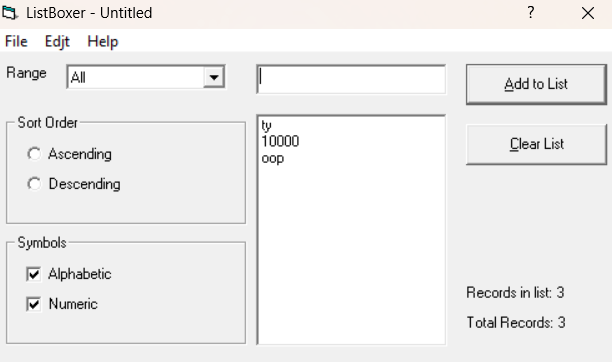 ListBoxer - Untitled
?
File Edjt Help
Range
All
Add to List
Sort Order
Ascending
Descending
ty
10000
oop
Clear List
Symbols
Alphabetic
Numeric
Records in list: 3
Total Records: 3